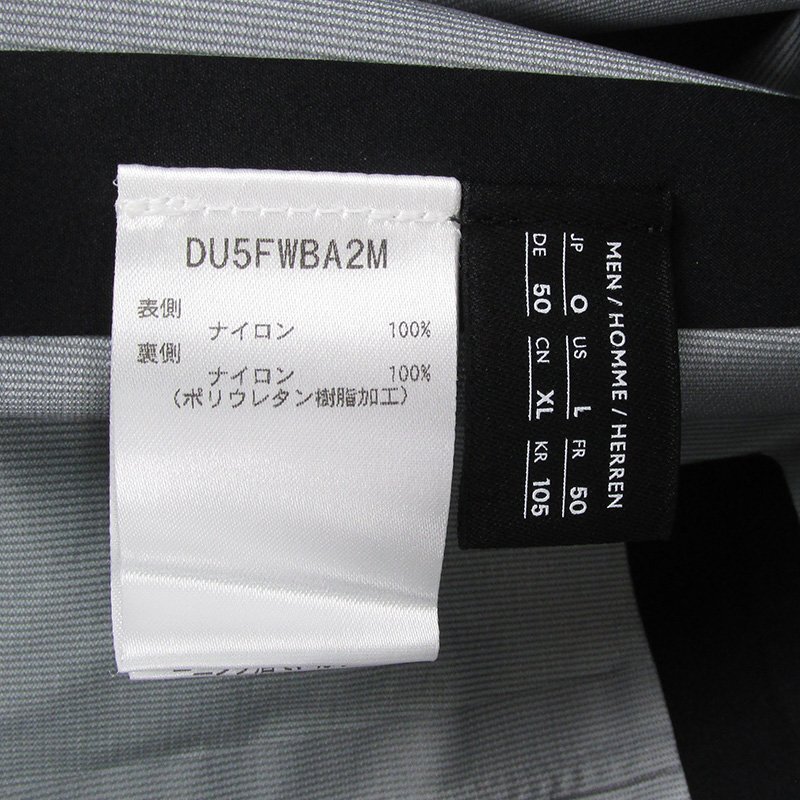 DU5FWBA2M
表側
ナイロン 100%
裏側
ナイロン 100%
(ポリウレタン樹脂加工)
MEN / HOMME / HERREN
JP O US L FR 50
DE 50 CN XL KR 105